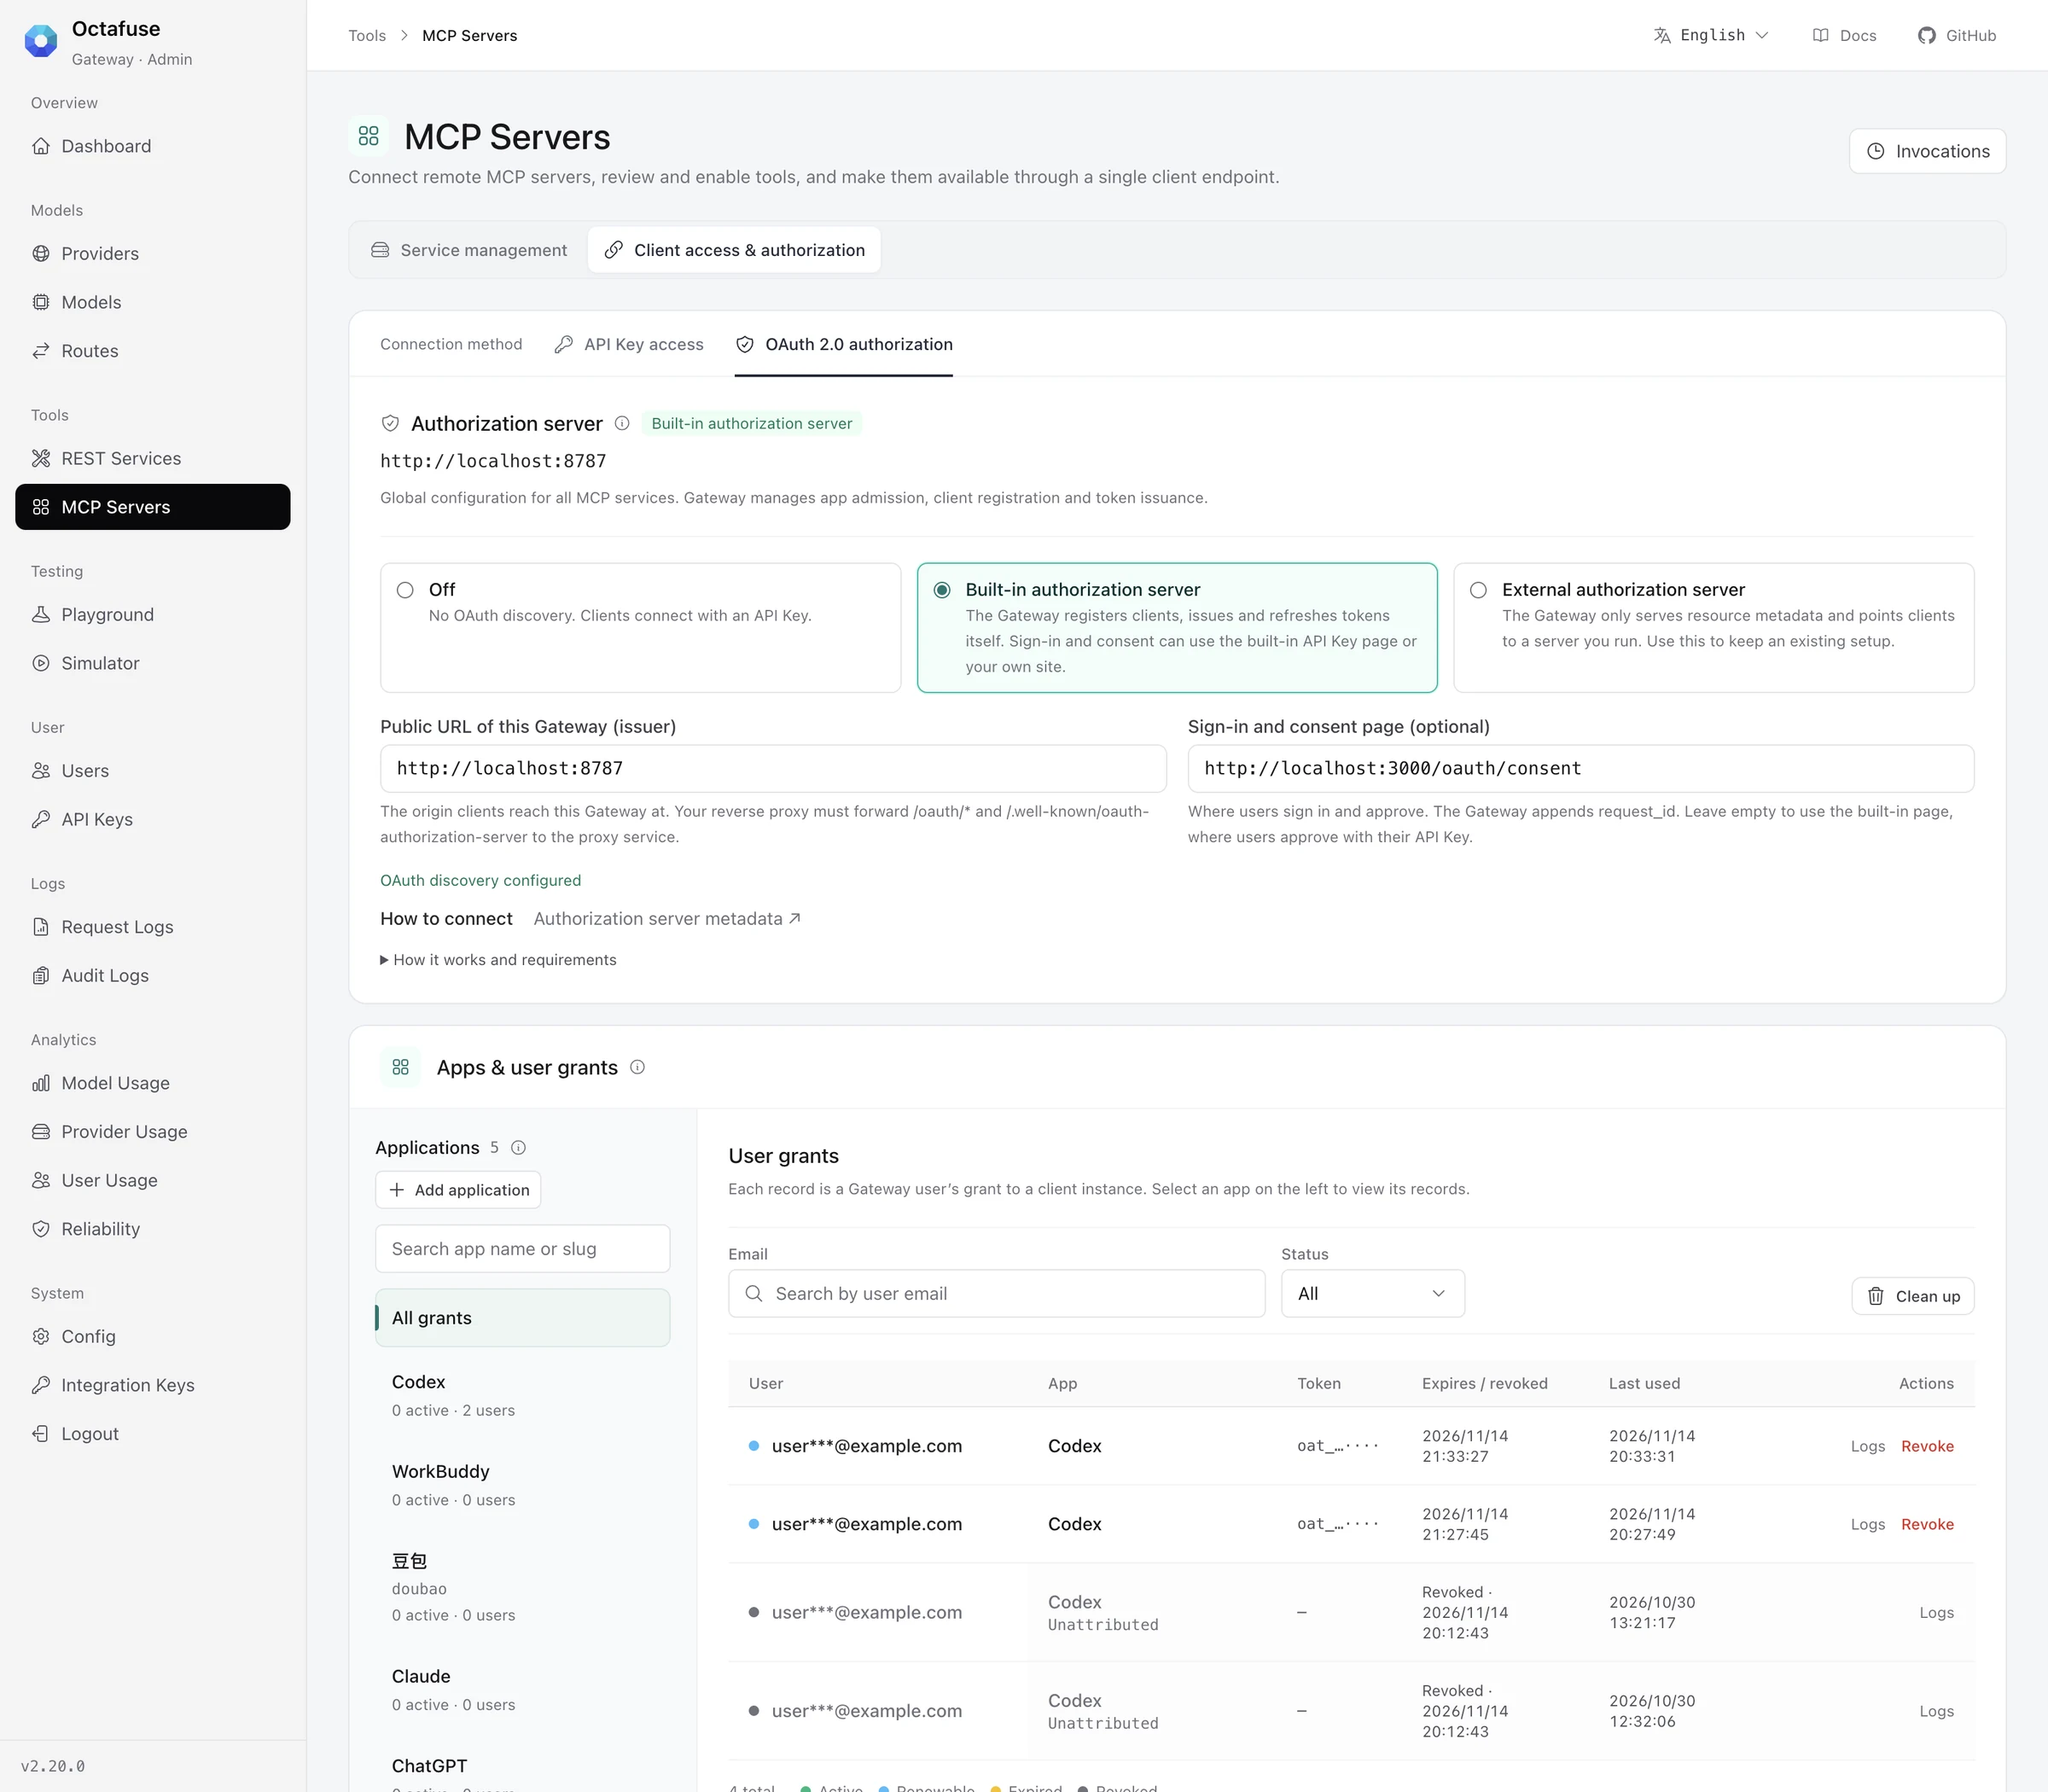 Octafuse
Gateway · Admin
Overview
Dashboard
Models
Providers
Models
Routes
Tools
REST Services
MCP Servers
Testing
Playground
Simulator
User
Users
API Keys
Logs
Request Logs
Audit Logs
Analytics
Model Usage
Provider Usage
User Usage
Reliability
System
Config
Integration Keys
Logout
v2.20.0
Tools > MCP Servers
English
Docs
GitHub
MCP Servers
Connect remote MCP servers, review and enable tools, and make them available through a single client endpoint.
Invocations
Service management
Client access & authorization
Connection method
API Key access
OAuth 2.0 authorization
Authorization server
Built-in authorization server
http://localhost:8787
Global configuration for all MCP services. Gateway manages app admission, client registration and token issuance.
Off
No OAuth discovery. Clients connect with an API Key.
Built-in authorization server
The Gateway registers clients, issues and refreshes tokens
itself. Sign-in and consent can use the built-in API Key page or
your own site.
External authorization server
The Gateway only serves resource metadata and points clients
to a server you run. Use this to keep an existing setup.
Public URL of this Gateway (issuer)
http://localhost:8787
The origin clients reach this Gateway at. Your reverse proxy must forward /oauth/* and /.well-known/oauth-
authorization-server to the proxy service.
Sign-in and consent page (optional)
http://localhost:3000/oauth/consent
Where users sign in and approve. The Gateway appends request_id. Leave empty to use the built-in page,
where users approve with their API Key.
OAuth discovery configured
How to connect
Authorization server metadata ↗
▶ How it works and requirements
Apps & user grants
Applications 5
+ Add application
Search app name or slug
All grants
Codex
0 active · 2 users
WorkBuddy
0 active · 0 users
豆包
doubao
0 active · 0 users
Claude
0 active · 0 users
ChatGPT
0 active · 0 users
User grants
Each record is a Gateway user’s grant to a client instance. Select an app on the left to view its records.
Email
Search by user email
Status
All
Clean up
User App Token Expires / revoked Last used Actions
user***@example.com
Codex
oat_…····
2026/11/14
21:33:27
2026/11/14
20:33:31
Logs Revoke
user***@example.com
Codex
oat_…····
2026/11/14
21:27:45
2026/11/14
20:27:49
Logs Revoke
user***@example.com
Codex
Unattributed
—
Revoked ·
2026/11/14
20:12:43
2026/10/30
13:21:17
Logs
user***@example.com
Codex
Unattributed
—
Revoked ·
2026/11/14
20:12:43
2026/10/30
12:32:06
Logs
4 total Active Renewable Expired Revoked